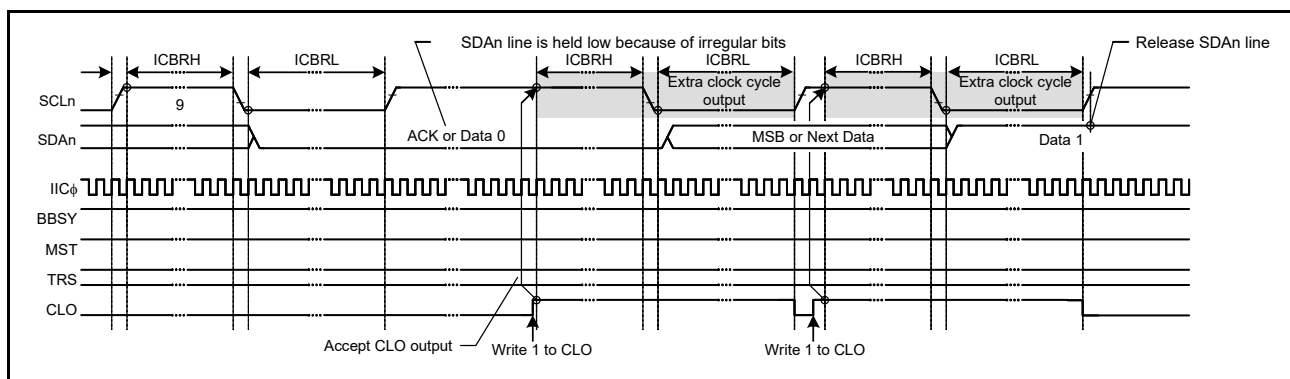 SDAn line is held low because of irregular bits
Release SDAn line
ICBRH
ICBRL
ICBRH
ICBRL
ICBRH
ICBRL
SCLn
9
Extra clock cycle
output
Extra clock cycle
output
SDAn
ACK or Data 0
MSB or Next Data
Data 1
IICϕ
BBSY
MST
TRS
CLO
Accept CLO output
Write 1 to CLO
Write 1 to CLO